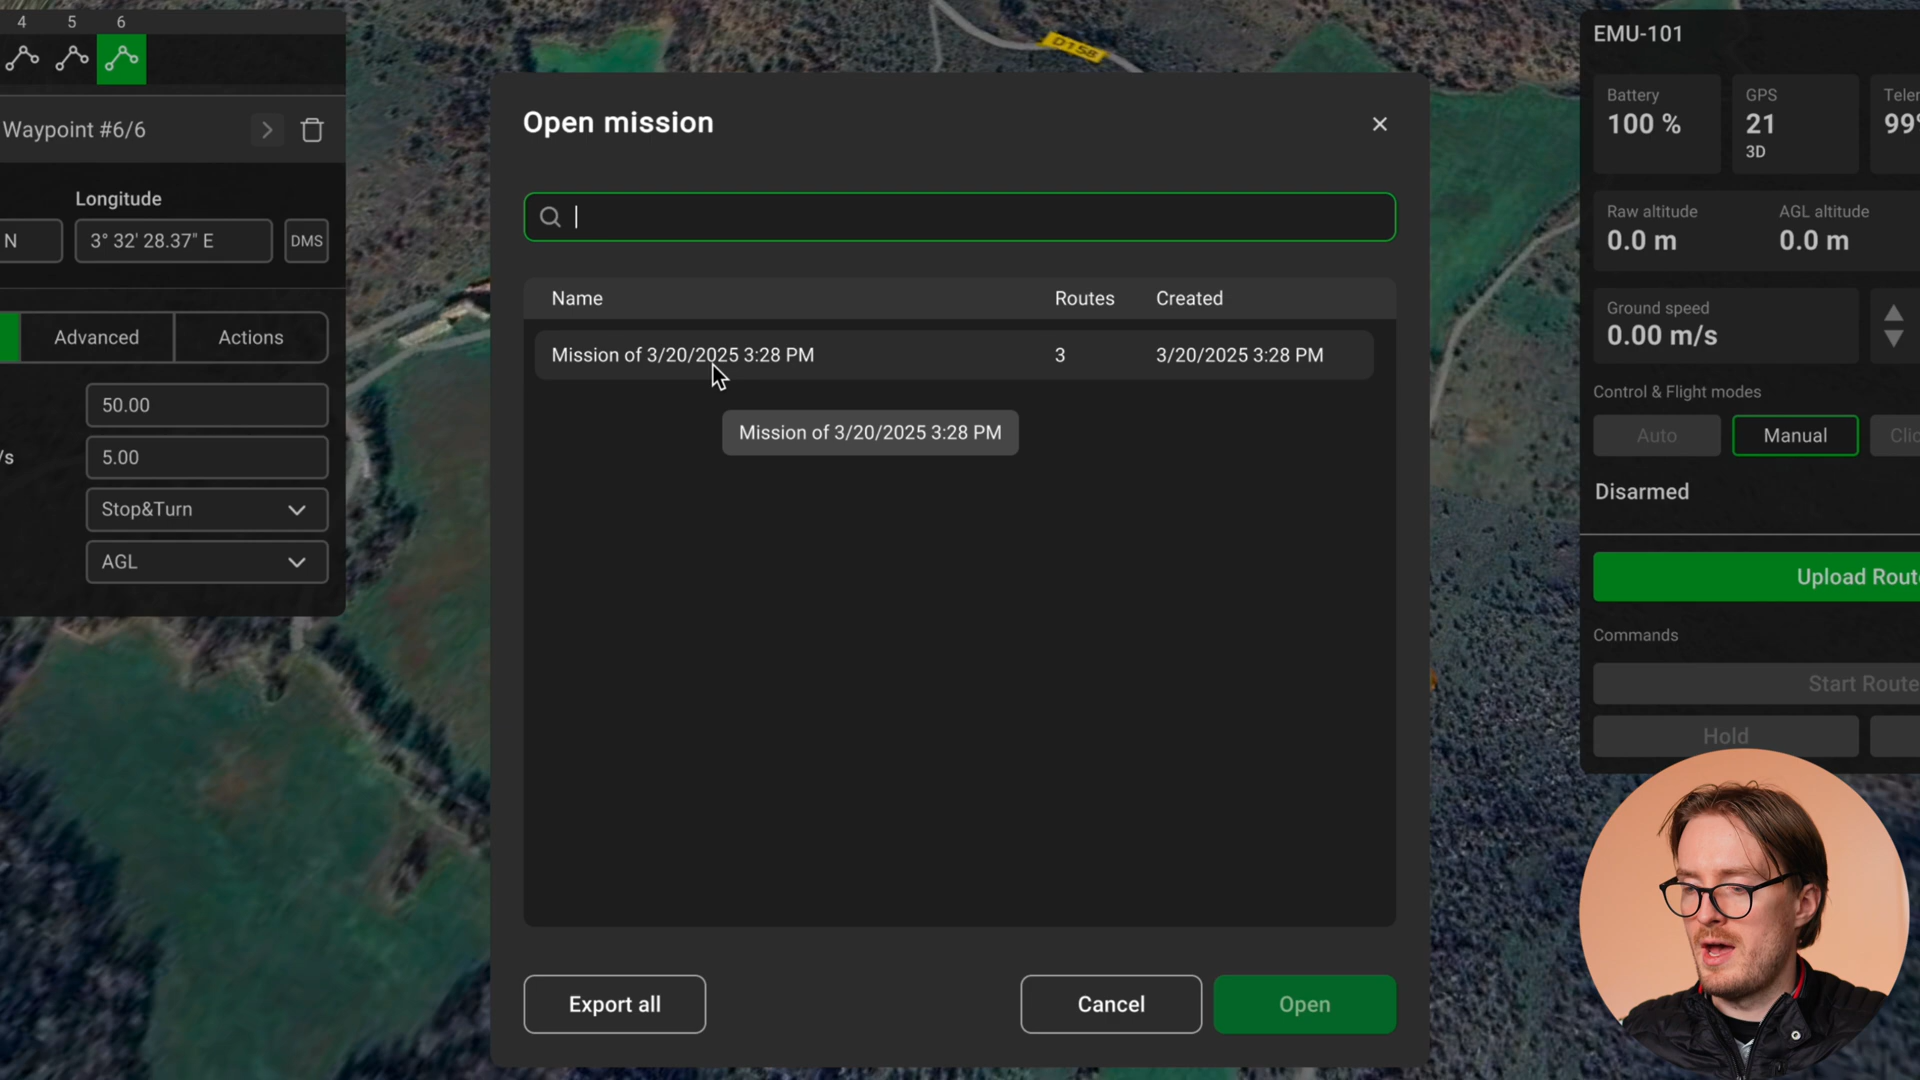 4 5 6
Waypoint #6/6
Longitude
N 3° 32' 28.37" E DMS
Advanced Actions
50.00
/s 5.00
Stop&Turn
AGL
D158
Open mission
Name Routes Created
Mission of 3/20/2025 3:28 PM 3 3/20/2025 3:28 PM
Mission of 3/20/2025 3:28 PM
Export all Cancel Open
EMU-101
Battery GPS Teler
100 % 21 99%
3D
Raw altitude AGL altitude
0.0 m 0.0 m
Ground speed
0.00 m/s
Control & Flight modes
Auto Manual Clic
Disarmed
Upload Route
Commands
Start Route
Hold